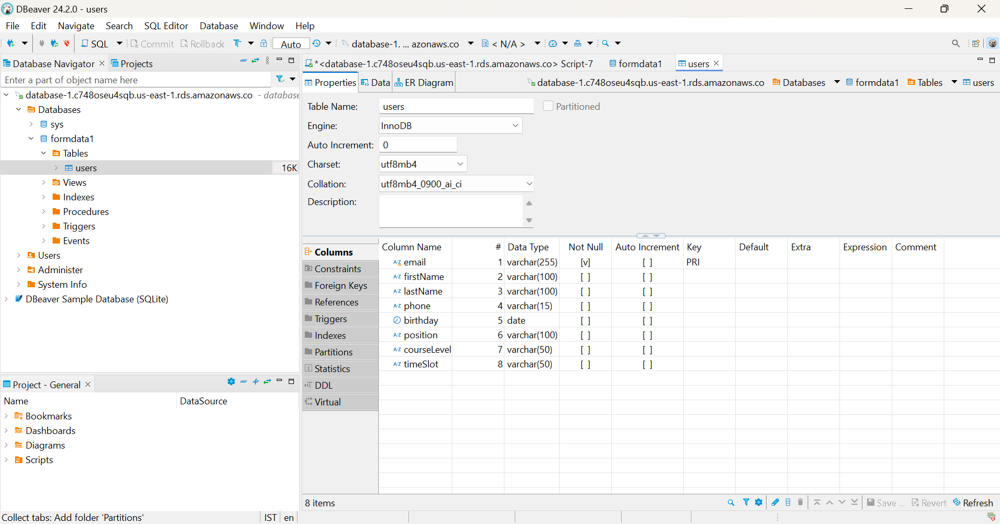 DBeaver 24.2.0 - users
File Edit Navigate Search SQL Editor Database Window Help
SQL Commit Rollback Auto database-1. ... azonaws.co < N/A >
Database Navigator Projects
Enter a part of object name here
database-1.c748oseu4sqb.us-east-1.rds.amazonaws.co - database
Databases
sys
formdata1
Tables
users 16K
Views
Indexes
Procedures
Triggers
Events
Users
Administer
System Info
DBeaver Sample Database (SQLite)
Project - General
Name DataSource
Bookmarks
Dashboards
Diagrams
Scripts
*<database-1.c748oseu4sqb.us-east-1.rds.amazonaws.co> Script-7 formdata1 users
Properties Data ER Diagram database-1.c748oseu4sqb.us-east-1.rds.amazonaws.co Databases formdata1 Tables users
Table Name: users Partitioned
Engine: InnoDB
Auto Increment: 0
Charset: utf8mb4
Collation: utf8mb4_0900_ai_ci
Description:
Columns
Constraints
Foreign Keys
References
Triggers
Indexes
Partitions
Statistics
DDL
Virtual
Column Name # Data Type Not Null Auto Increment Key Default Extra Expression Comment
email 1 varchar(255) [v] [ ] PRI
firstName 2 varchar(100) [ ] [ ]
lastName 3 varchar(100) [ ] [ ]
phone 4 varchar(15) [ ] [ ]
birthday 5 date [ ] [ ]
position 6 varchar(100) [ ] [ ]
courseLevel 7 varchar(50) [ ] [ ]
timeSlot 8 varchar(50) [ ] [ ]
8 items Save ... Revert Refresh
Collect tabs: Add folder 'Partitions' IST en